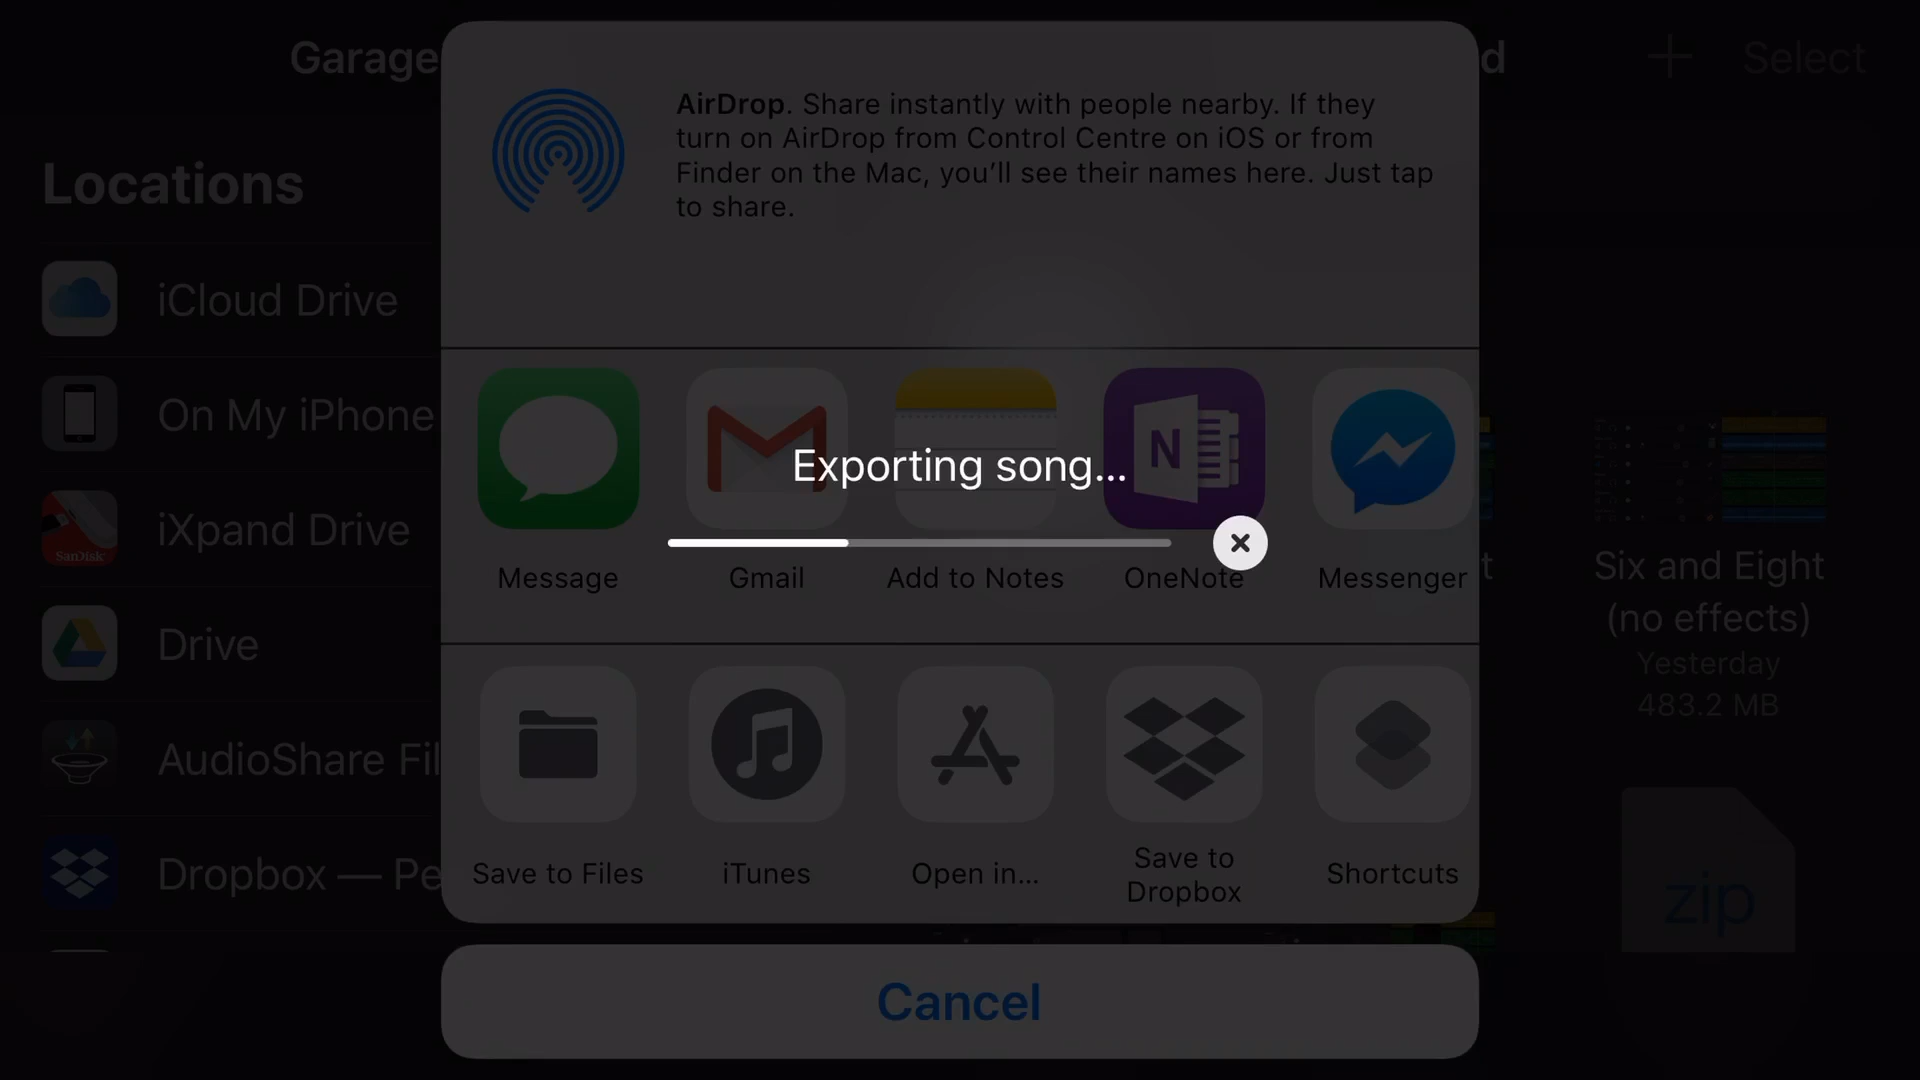 Garage
d
Select
Locations
iCloud Drive
On My iPhone
iXpand Drive
SanDisk
Drive
AudioShare Fil
Dropbox — Pe
AirDrop. Share instantly with people nearby. If they
turn on AirDrop from Control Centre on iOS or from
Finder on the Mac, you’ll see their names here. Just tap
to share.
Exporting song...
N
Message
Gmail
Add to Notes
OneNote
Messenger
Save to Files
iTunes
Open in...
Save to
Dropbox
Shortcuts
Cancel
t
Six and Eight
(no effects)
Yesterday
483.2 MB
zip